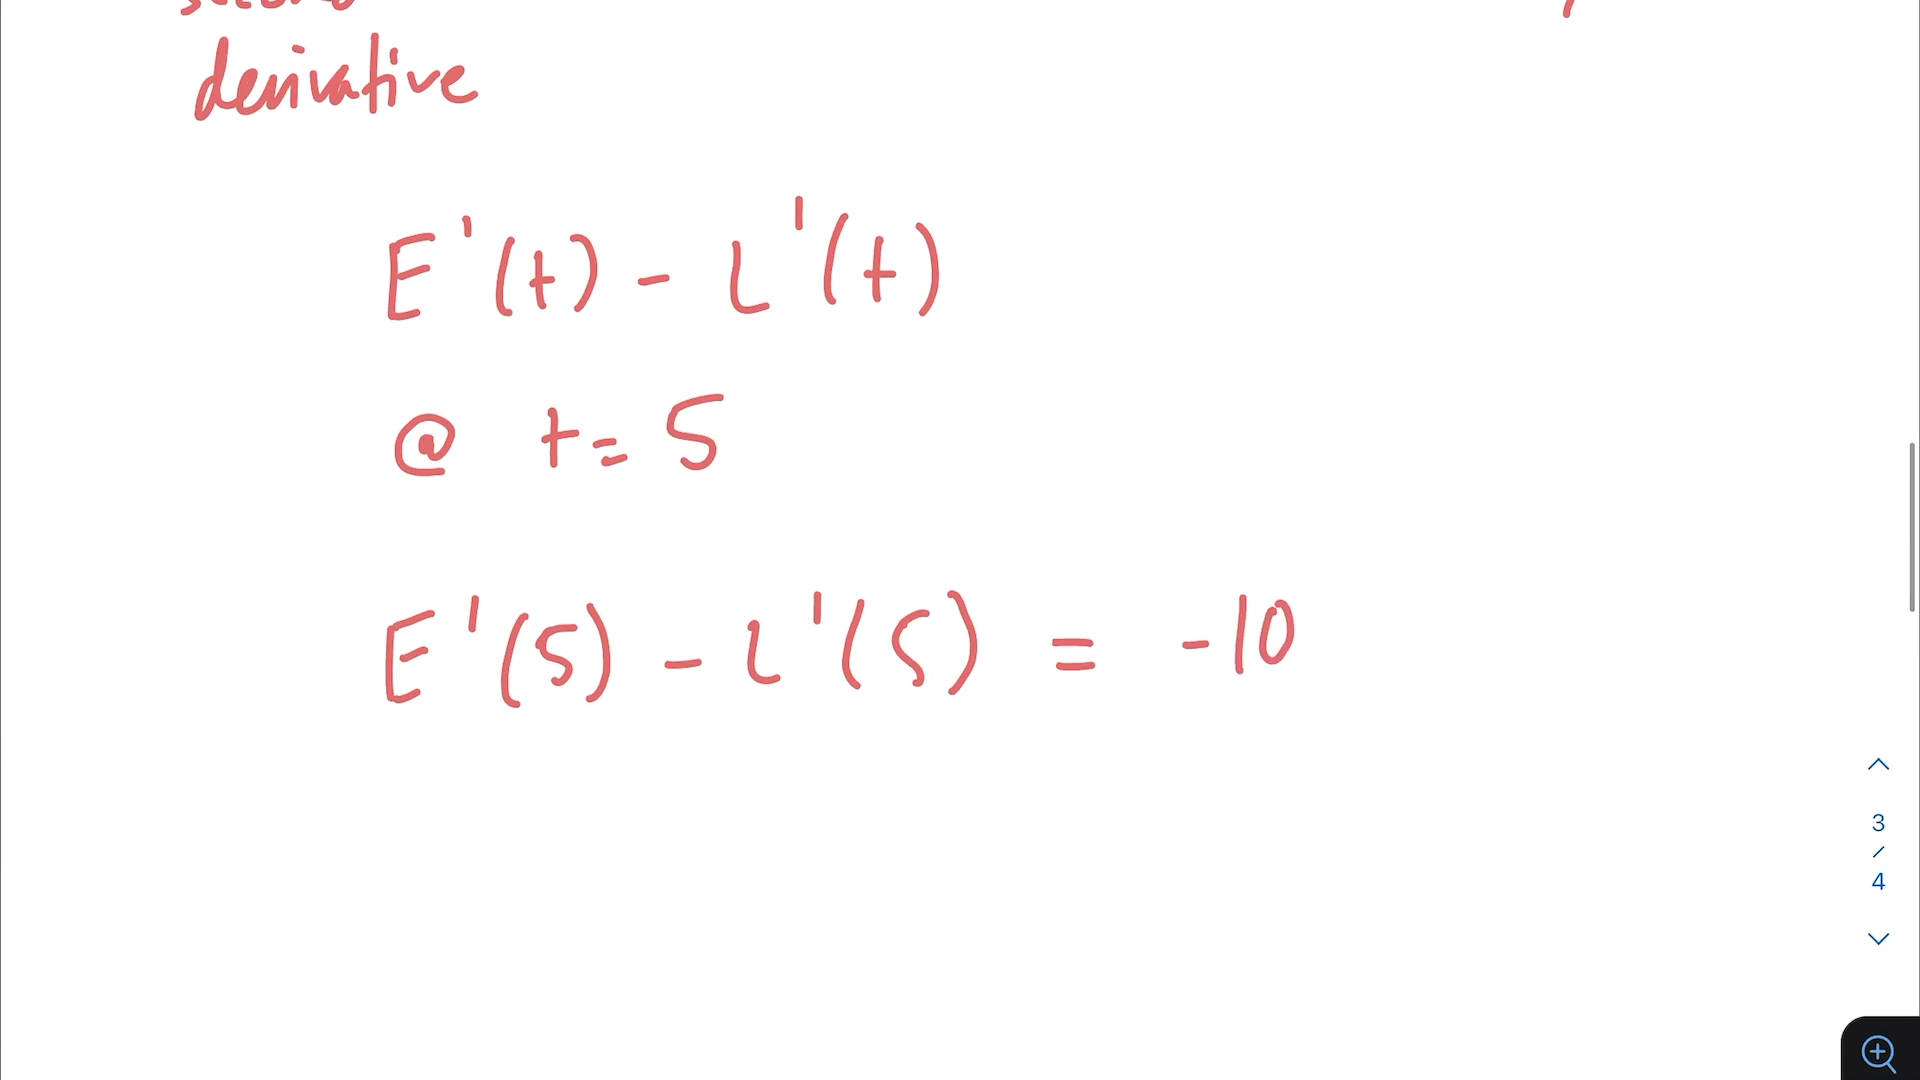 derivative
E'(t) - L'(t)
@ t = 5
E'(5) - L'(5) = -10
3
/
4